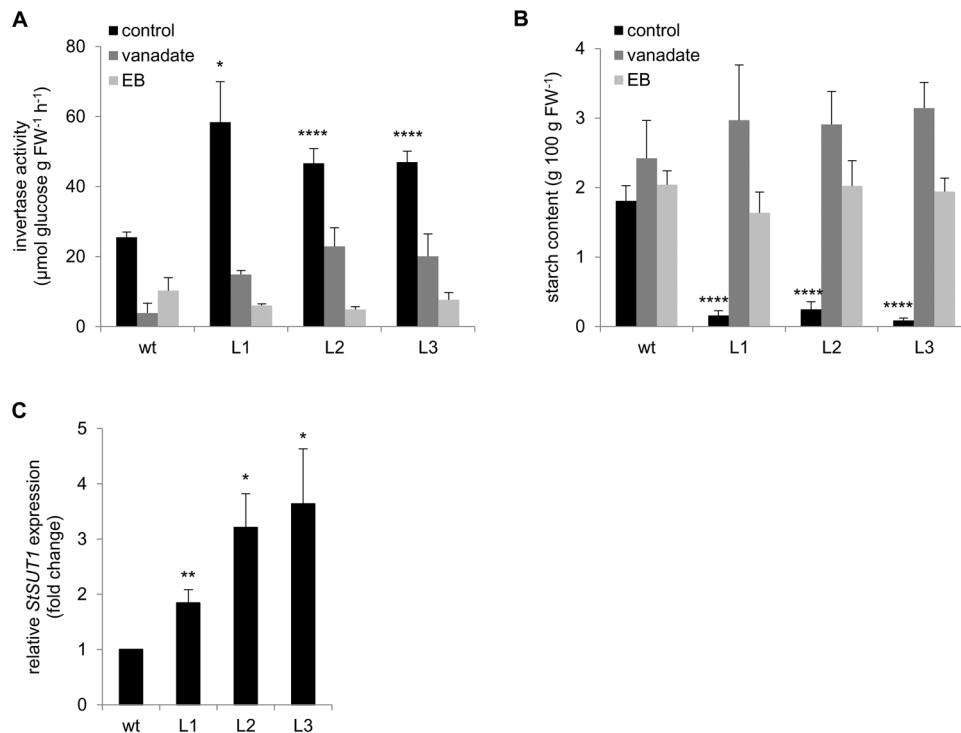 A
control
vanadate
EB
80
60
40
20
0
invertase activity
(µmol glucose g FW⁻¹ h⁻¹)
*
****
****
wt
L1
L2
L3
B
control
vanadate
EB
4
3
2
1
0
starch content (g 100 g FW⁻¹)
****
****
****
wt
L1
L2
L3
C
5
4
3
2
1
0
relative StSUT1 expression
(fold change)
**
*
*
wt
L1
L2
L3